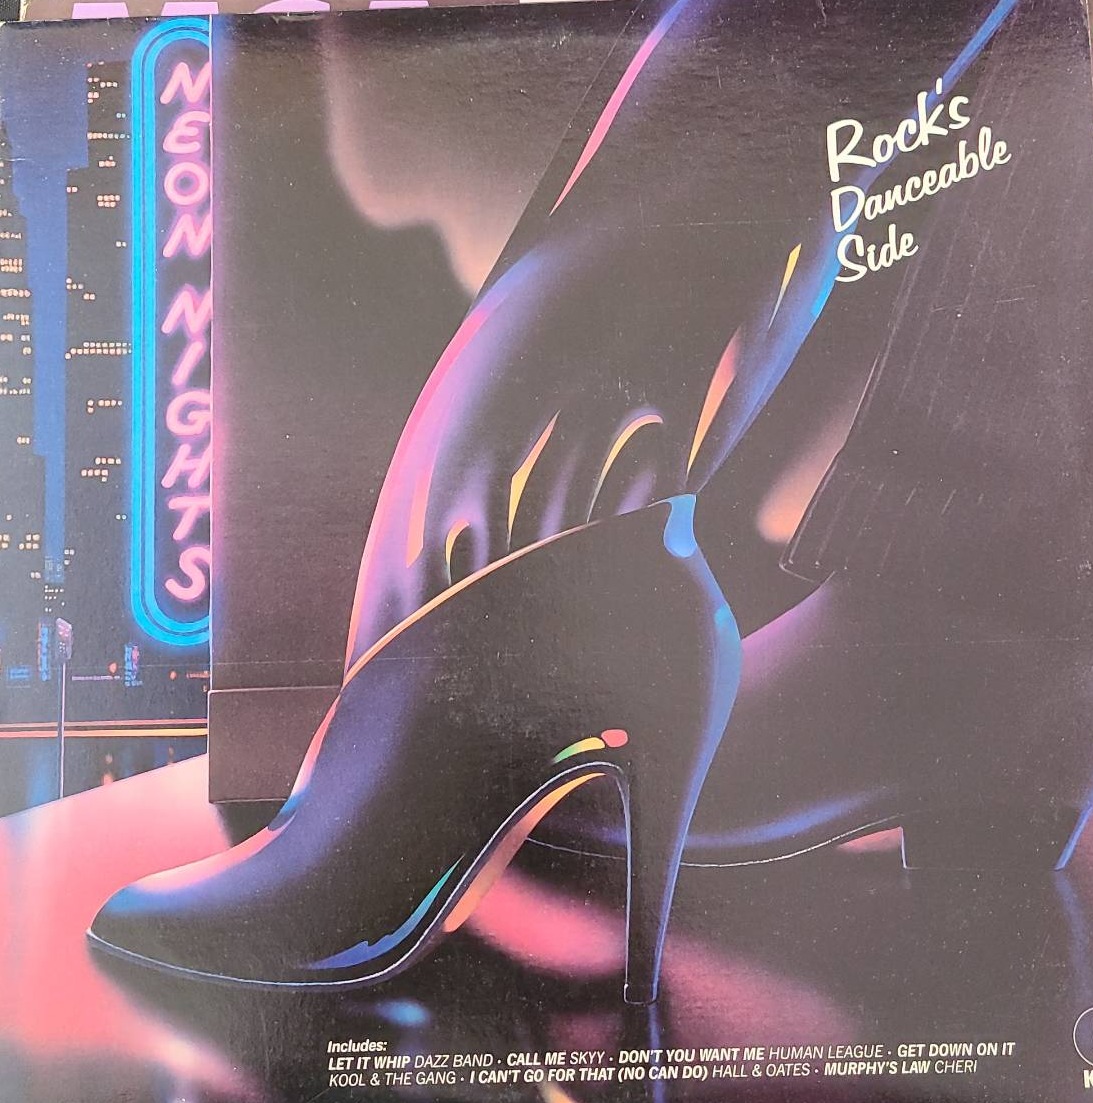 NEON NIGHTS
Rock's
Danceable
Side
Includes:
LET IT WHIP DAZZ BAND · CALL ME SKYY · DON'T YOU WANT ME HUMAN LEAGUE · GET DOWN ON IT
KOOL & THE GANG · I CAN'T GO FOR THAT (NO CAN DO) HALL & OATES · MURPHY'S LAW CHERI